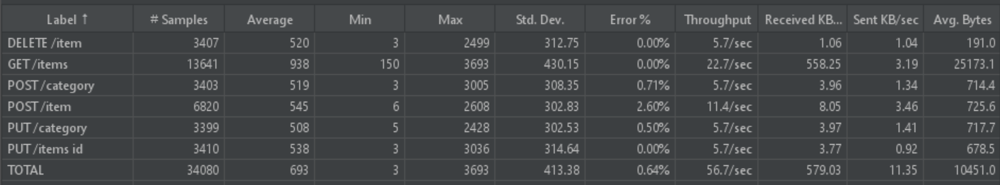 Label ↑ # Samples Average Min Max Std. Dev. Error % Throughput Received KB... Sent KB/sec Avg. Bytes
DELETE /item 3407 520 3 2499 312.75 0.00% 5.7/sec 1.06 1.04 191.0
GET /items 13641 938 150 3693 430.15 0.00% 22.7/sec 558.25 3.19 25173.1
POST /category 3403 519 3 3005 308.35 0.71% 5.7/sec 3.96 1.34 714.4
POST /item 6820 545 6 2608 302.83 2.60% 11.4/sec 8.05 3.46 725.6
PUT /category 3399 508 5 2428 302.53 0.50% 5.7/sec 3.97 1.41 717.7
PUT /items id 3410 538 3 3036 314.64 0.00% 5.7/sec 3.77 0.92 678.5
TOTAL 34080 693 3 3693 413.38 0.64% 56.7/sec 579.03 11.35 10451.0